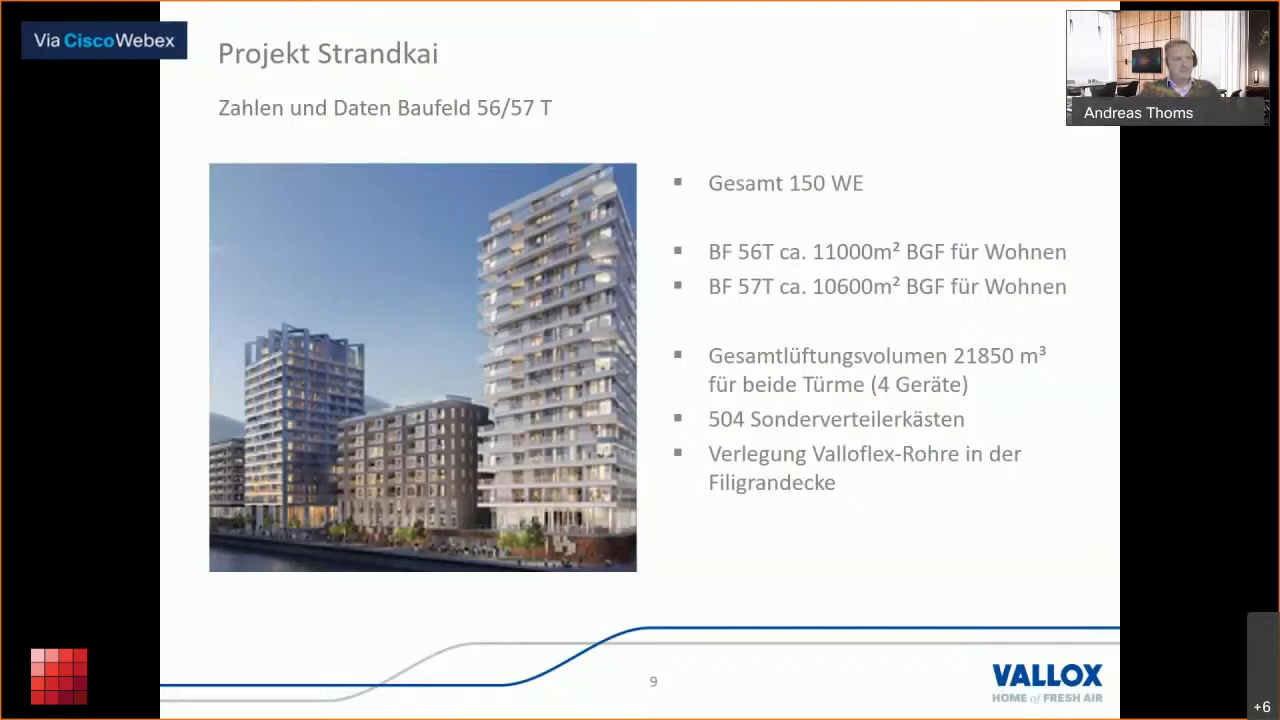 Via CiscoWebex
Projekt Strandkai
Zahlen und Daten Baufeld 56/57 T
Andreas Thoms
▪ Gesamt 150 WE
▪ BF 56T ca. 11000m² BGF für Wohnen
▪ BF 57T ca. 10600m² BGF für Wohnen
▪ Gesamtlüftungsvolumen 21850 m³
für beide Türme (4 Geräte)
▪ 504 Sonderverteilerkästen
▪ Verlegung Valloflex-Rohre in der
Filigrandecke
9
VALLOX
HOME of FRESH AIR
+6